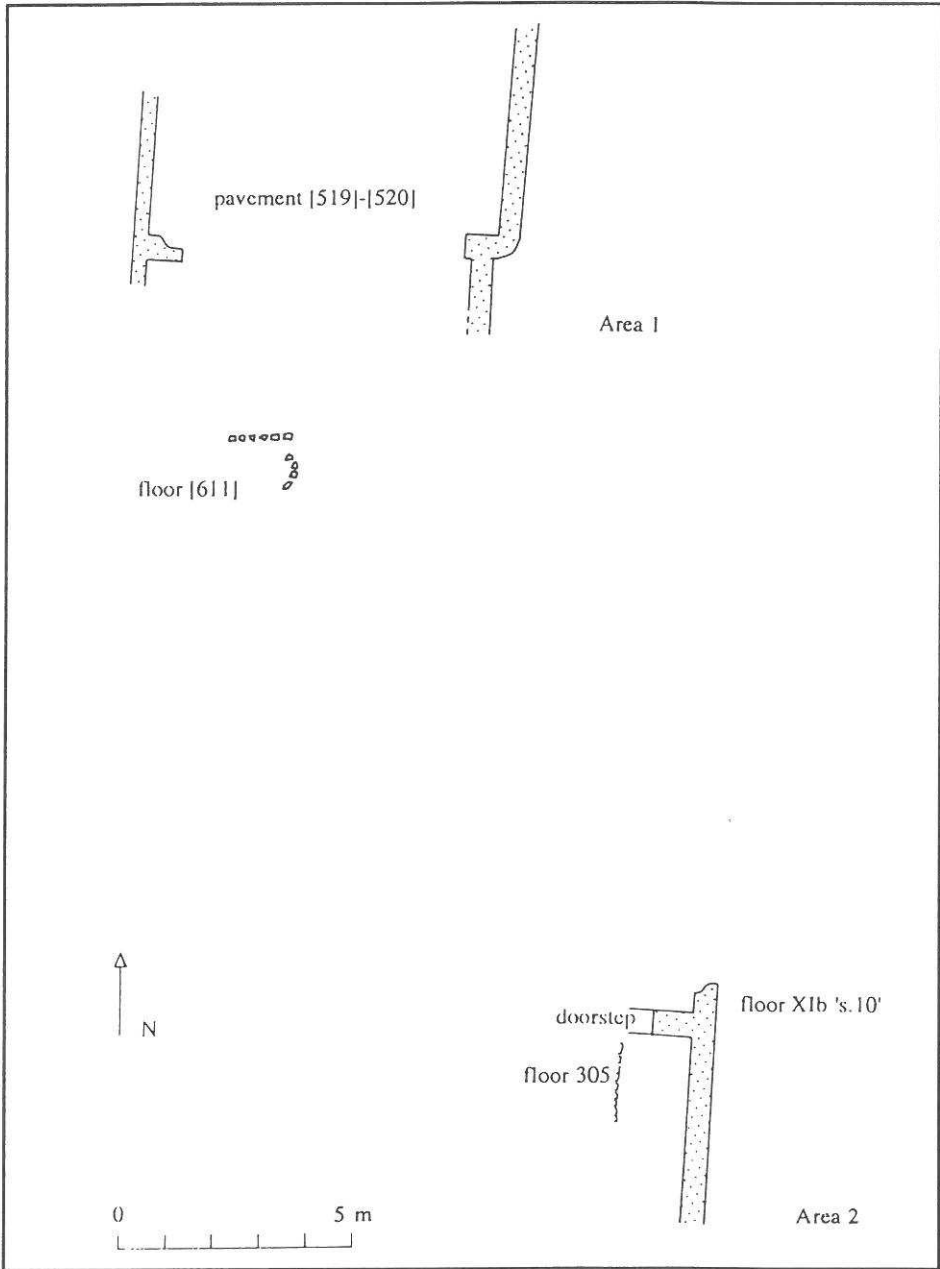 pavement |519|-|520|
Area 1
floor |611|
floor XIb 's.10'
doorstep
N
floor 305
0 5 m
Area 2